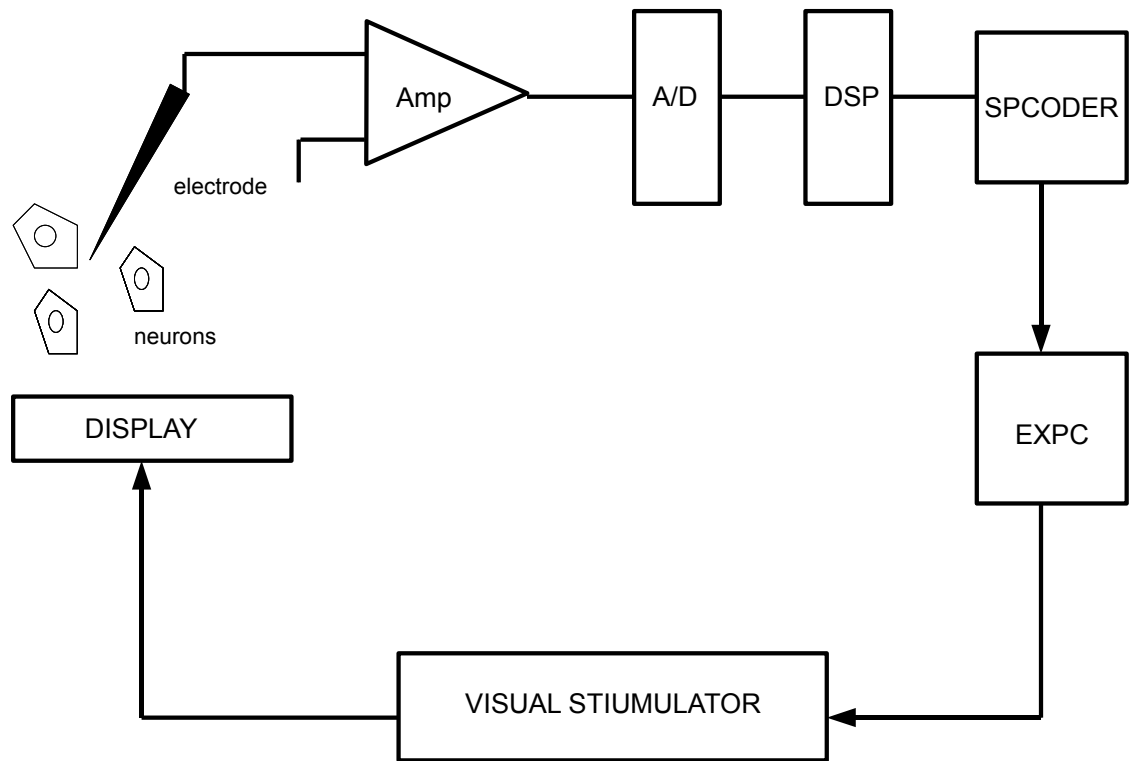 Amp
A/D
DSP
SPCODER
electrode
neurons
DISPLAY
EXPC
VISUAL STIUMULATOR